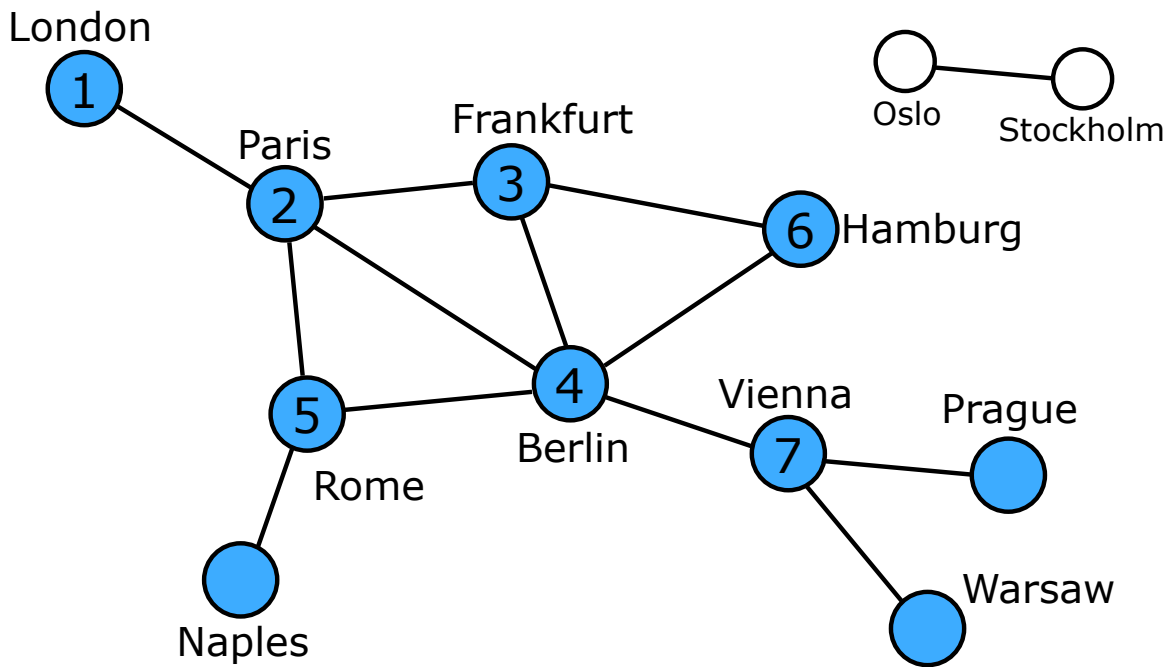 London
1
Oslo
Stockholm
Frankfurt
Paris
3
2
6
Hamburg
4
Vienna
Prague
5
Berlin
7
Rome
Warsaw
Naples